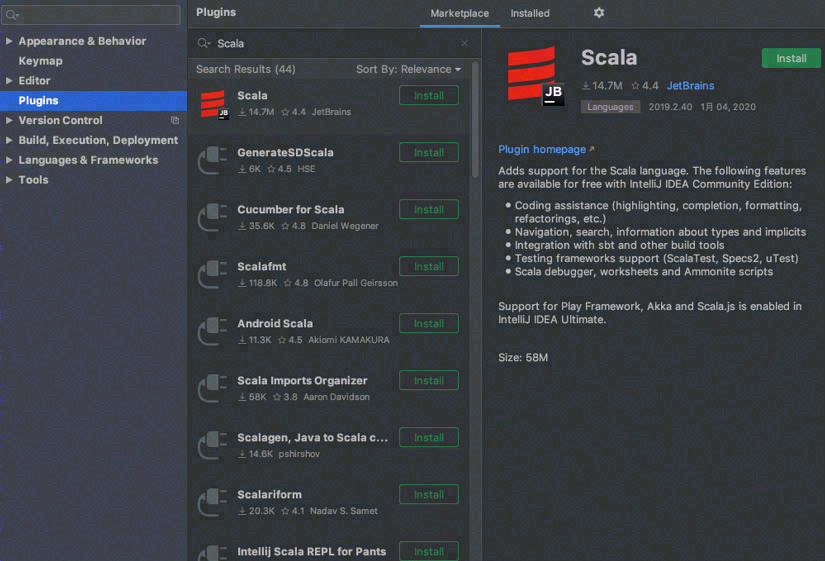 Plugins
Marketplace
Installed
Appearance & Behavior
Keymap
Editor
Plugins
Version Control
Build, Execution, Deployment
Languages & Frameworks
Tools
Scala
Search Results (44)
Sort By: Relevance
Scala
14.7M 4.4 JetBrains
Install
GenerateSDScala
6K 4.5 HSE
Install
Cucumber for Scala
35.6K 4.8 Daniel Wegener
Install
Scalafmt
118.8K 4.8 Olafur Pall Geirsson
Install
Android Scala
11.3K 4.5 Akiomi KAMAKURA
Install
Scala Imports Organizer
58K 3.8 Aaron Davidson
Install
Scalagen, Java to Scala c...
14.6K pshirshov
Install
Scalariform
20.3K 4.1 Nadav S. Samet
Install
Intellij Scala REPL for Pants
Install
JB
JB
Scala
Install
14.7M 4.4 JetBrains
Languages 2019.2.40 1月 04, 2020
Plugin homepage ↗
Adds support for the Scala language. The following features
are available for free with IntelliJ IDEA Community Edition:
• Coding assistance (highlighting, completion, formatting,
refactorings, etc.)
• Navigation, search, information about types and implicits
• Integration with sbt and other build tools
• Testing frameworks support (ScalaTest, Specs2, uTest)
• Scala debugger, worksheets and Ammonite scripts
Support for Play Framework, Akka and Scala.js is enabled in
IntelliJ IDEA Ultimate.
Size: 58M